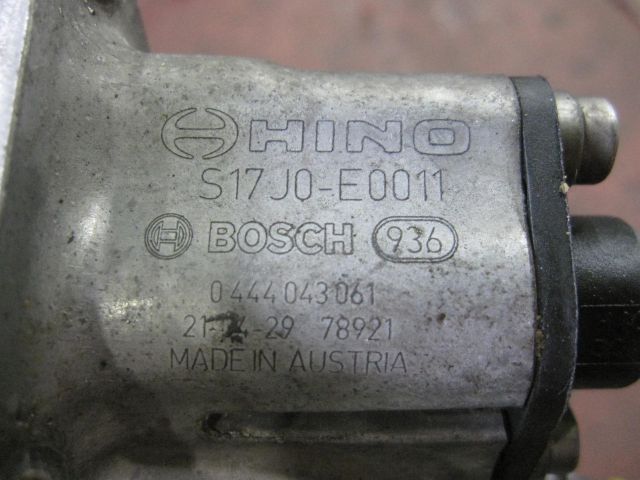 HINO
S17J0-E0011
BOSCH 936
0 444 043 061
78921
MADE IN AUSTRIA